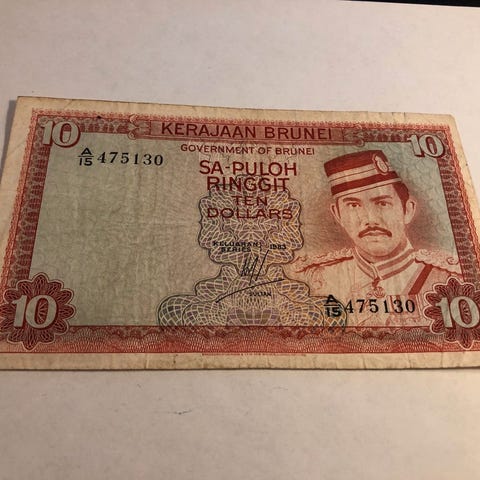 10 KERAJAAN BRUNEI 10
A/15 475130 GOVERNMENT OF BRUNEI
SA-PULOH
RINGGIT
TEN
DOLLARS
KELUARAN 1983
SERIES
SULTAN
10 A/15 475130 10